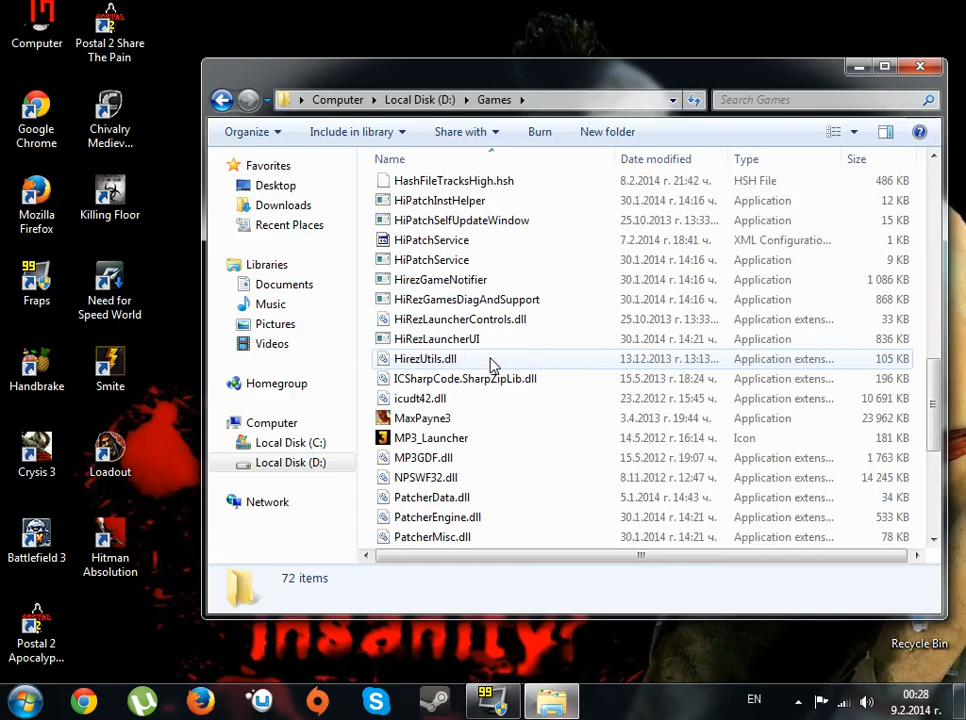 Computer
Postal 2 Share
The Pain
Google
Chrome
Chivalry
Mediev...
Mozilla
Firefox
Killing Floor
99
Fraps
Need for
Speed World
Handbrake
Smite
Crysis 3
Loadout
Battlefield 3
Hitman
Absolution
Postal 2
Apocalyp...
Computer
Local Disk (D:)
Games
Search Games
Organize
Include in library
Share with
Burn
New folder
Favorites
Desktop
Downloads
Recent Places
Libraries
Documents
Music
Pictures
Videos
Homegroup
Computer
Local Disk (C:)
Local Disk (D:)
Network
Name Date modified Type Size
HashFileTracksHigh.hsh 8.2.2014 г. 21:42 ч. HSH File 486 KB
HiPatchInstHelper 30.1.2014 г. 14:16 ч. Application 12 KB
HiPatchSelfUpdateWindow 25.10.2013 г. 13:33... Application 15 KB
HiPatchService 7.2.2014 г. 18:41 ч. XML Configuratio... 1 KB
HiPatchService 30.1.2014 г. 14:16 ч. Application 9 KB
HirezGameNotifier 30.1.2014 г. 14:16 ч. Application 1 086 KB
HiRezGamesDiagAndSupport 30.1.2014 г. 14:16 ч. Application 868 KB
HiRezLauncherControls.dll 25.10.2013 г. 13:33... Application extens... 33 KB
HiRezLauncherUI 30.1.2014 г. 14:16 ч. Application 836 KB
HirezUtils.dll 13.12.2013 г. 13:13... Application extens... 105 KB
ICSharpCode.SharpZipLib.dll 15.5.2013 г. 18:24 ч. Application extens... 196 KB
icudt42.dll 23.2.2012 г. 15:45 ч. Application extens... 10 691 KB
MaxPayne3 3.4.2013 г. 19:44 ч. Application 23 962 KB
MP3_Launcher 14.5.2012 г. 16:14 ч. Icon 181 KB
MP3GDF.dll 15.5.2012 г. 19:07 ч. Application extens... 1 763 KB
NPSWF32.dll 8.11.2012 г. 12:47 ч. Application extens... 14 245 KB
PatcherData.dll 5.1.2014 г. 14:43 ч. Application extens... 34 KB
PatcherEngine.dll 30.1.2014 г. 14:21 ч. Application extens... 533 KB
PatcherMisc.dll 30.1.2014 г. 14:21 ч. Application extens... 78 KB
72 items
insanity?
Recycle Bin
99
EN
00:28
9.2.2014 г.